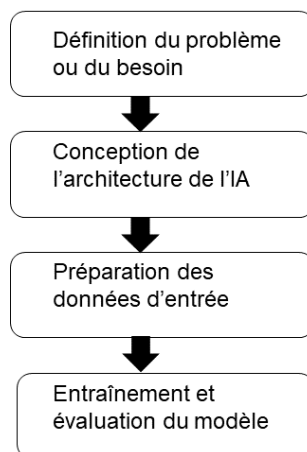 Définition du problème
ou du besoin
Conception de
l’architecture de l’IA
Préparation des
données d’entrée
Entraînement et
évaluation du modèle